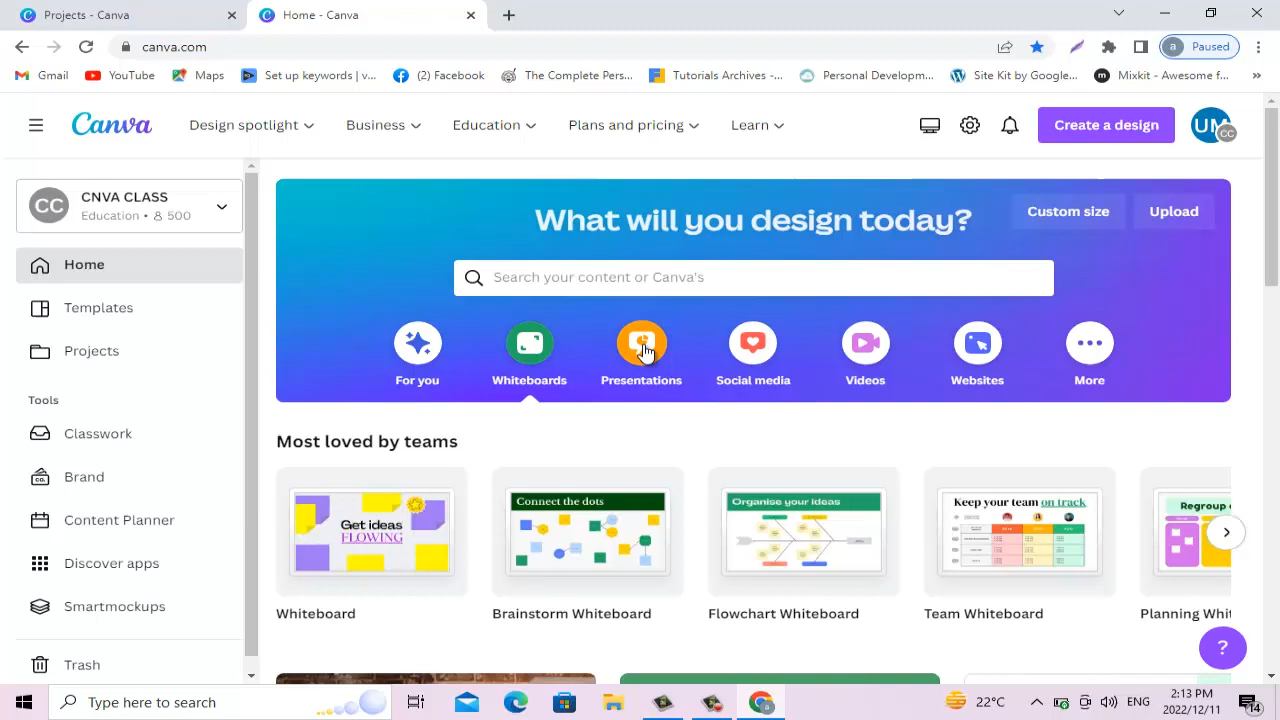 Projects - Canva
Home - Canva
canva.com
a Paused
Gmail
YouTube
Maps
Set up keywords | v...
(2) Facebook
The Complete Pers...
Tutorials Archives -...
Personal Developm...
Site Kit by Google...
Mixkit - Awesome f...
Canva
Design spotlight
Business
Education
Plans and pricing
Learn
Create a design
UM
CC
CC
CNVA CLASS
Education • 500
Home
Templates
Projects
Tools
Classwork
Brand
Content Planner
Discover apps
Smartmockups
Trash
What will you design today?
Custom size
Upload
Search your content or Canva's
For you
Whiteboards
Presentations
Social media
Videos
Websites
More
Most loved by teams
Get ideas
FLOWING
Connect the dots
Organise your ideas
Keep your team on track
Regroup
Whiteboard
Brainstorm Whiteboard
Flowchart Whiteboard
Team Whiteboard
Planning Whit
?
Type here to search
22°C
ENG
2:13 PM
2022/12/11
14